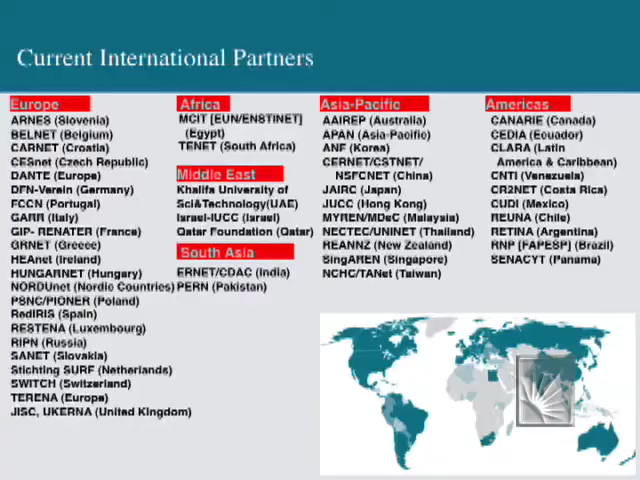 Current International Partners
Europe
ARNES (Slovenia)
BELNET (Belgium)
CARNET (Croatia)
CESnet (Czech Republic)
DANTE (Europe)
DFN-Verein (Germany)
FCCN (Portugal)
GARR (Italy)
GIP- RENATER (France)
GRNET (Greece)
HEAnet (Ireland)
HUNGARNET (Hungary)
NORDUnet (Nordic Countries)
PSNC/PIONER (Poland)
RedIRIS (Spain)
RESTENA (Luxembourg)
RIPN (Russia)
SANET (Slovakia)
Stichting SURF (Netherlands)
SWITCH (Switzerland)
TERENA (Europe)
JISC, UKERNA (United Kingdom)
Africa
MCIT [EUN/ENSTINET]
(Egypt)
TENET (South Africa)
Middle East
Khalifa University of
Sci&Technology(UAE)
Israel-IUCC (Israel)
Qatar Foundation (Qatar)
South Asia
ERNET/CDAC (India)
PERN (Pakistan)
Asia-Pacific
AAIREP (Australia)
APAN (Asia-Pacific)
ANF (Korea)
CERNET/CSTNET/
NSFCNET (China)
JAIRC (Japan)
JUCC (Hong Kong)
MYREN/MDeC (Malaysia)
NECTEC/UNINET (Thailand)
REANNZ (New Zealand)
SingAREN (Singapore)
NCHC/TANet (Taiwan)
Americas
CANARIE (Canada)
CEDIA (Ecuador)
CLARA (Latin
America & Caribbean)
CNTI (Venezuela)
CR2NET (Costa Rica)
CUDI (Mexico)
REUNA (Chile)
RETINA (Argentina)
RNP [FAPESP] (Brazil)
SENACYT (Panama)